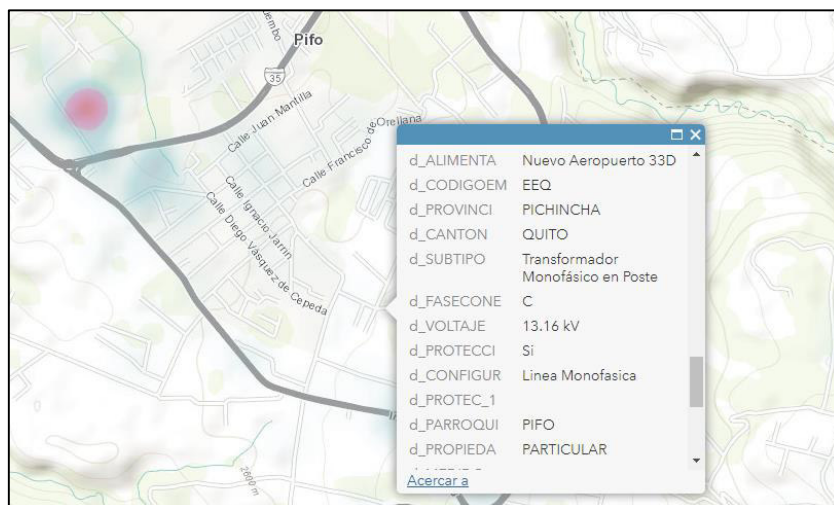 Pifo
35
Calle Juan Mantilla
Calle Francisco de Orellana
Calle Ignacio Jarrin
Calle Diego Vasquez de Cepeda
2600 m
d_ALIMENTA Nuevo Aeropuerto 33D
d_CODIGOEM EEQ
d_PROVINCI PICHINCHA
d_CANTON QUITO
d_SUBTIPO Transformador
Monofásico en Poste
d_FASECONE C
d_VOLTAJE 13.16 kV
d_PROTECCI Si
d_CONFIGUR Linea Monofasica
d_PROTEC_1
d_PARROQUI PIFO
d_PROPIEDA PARTICULAR
Acercar a